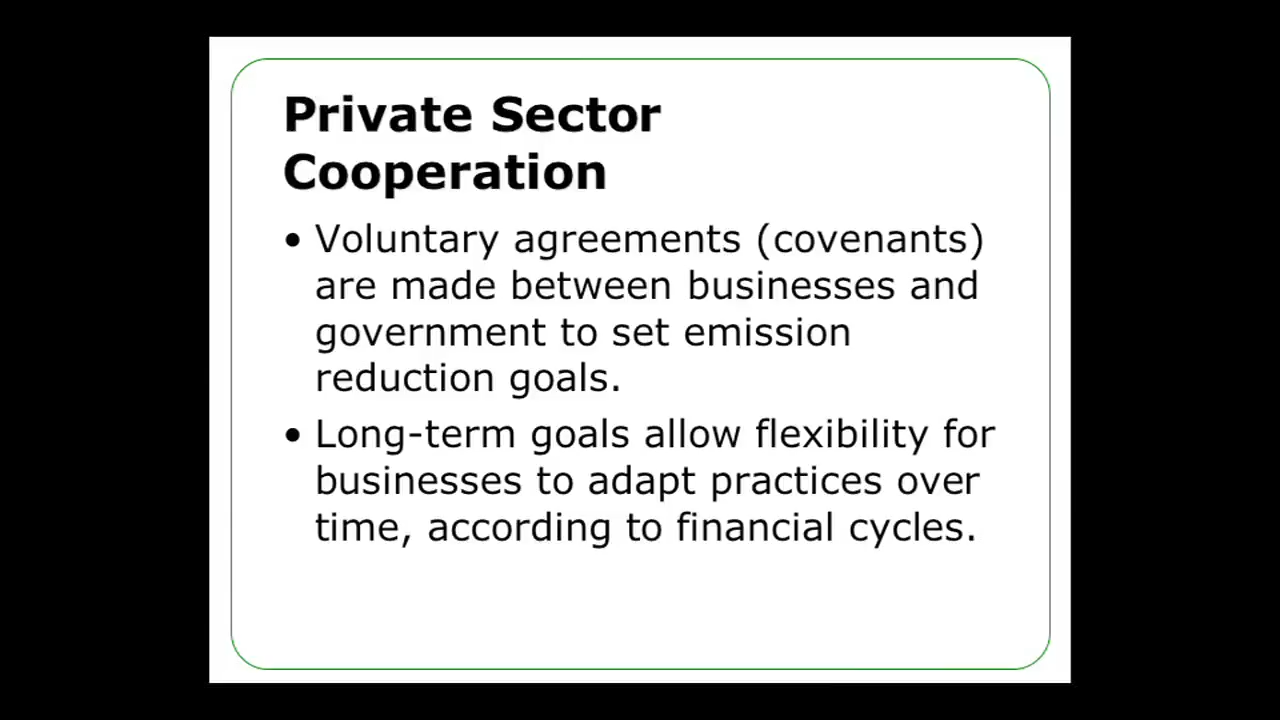 Private Sector
Cooperation
• Voluntary agreements (covenants)
are made between businesses and
government to set emission
reduction goals.
• Long-term goals allow flexibility for
businesses to adapt practices over
time, according to financial cycles.